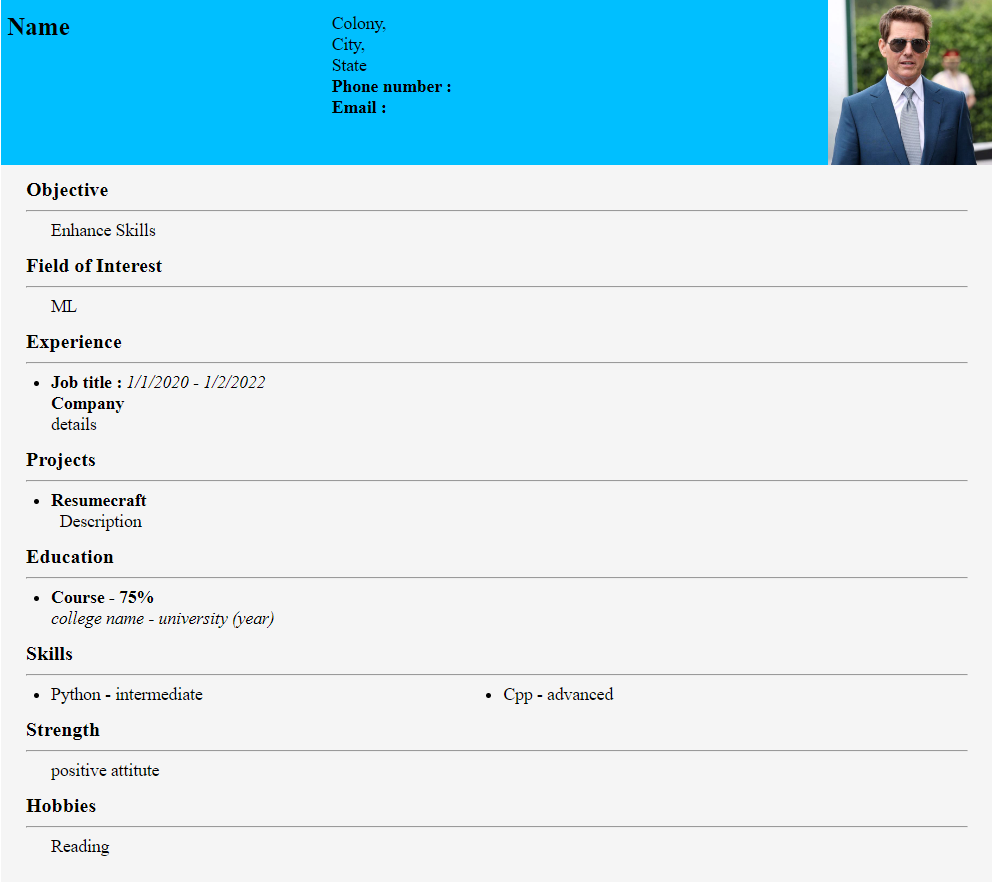 Name
Colony,
City,
State
Phone number :
Email :
Objective
Enhance Skills
Field of Interest
ML
Experience
• Job title : 1/1/2020 - 1/2/2022
Company
details
Projects
• Resumecraft
Description
Education
• Course - 75%
college name - university (year)
Skills
• Python - intermediate
• Cpp - advanced
Strength
positive attitute
Hobbies
Reading